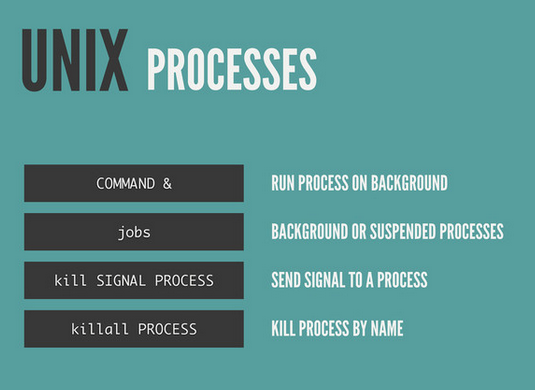 UNIX PROCESSES
COMMAND & RUN PROCESS ON BACKGROUND
jobs BACKGROUND OR SUSPENDED PROCESSES
kill SIGNAL PROCESS SEND SIGNAL TO A PROCESS
killall PROCESS KILL PROCESS BY NAME